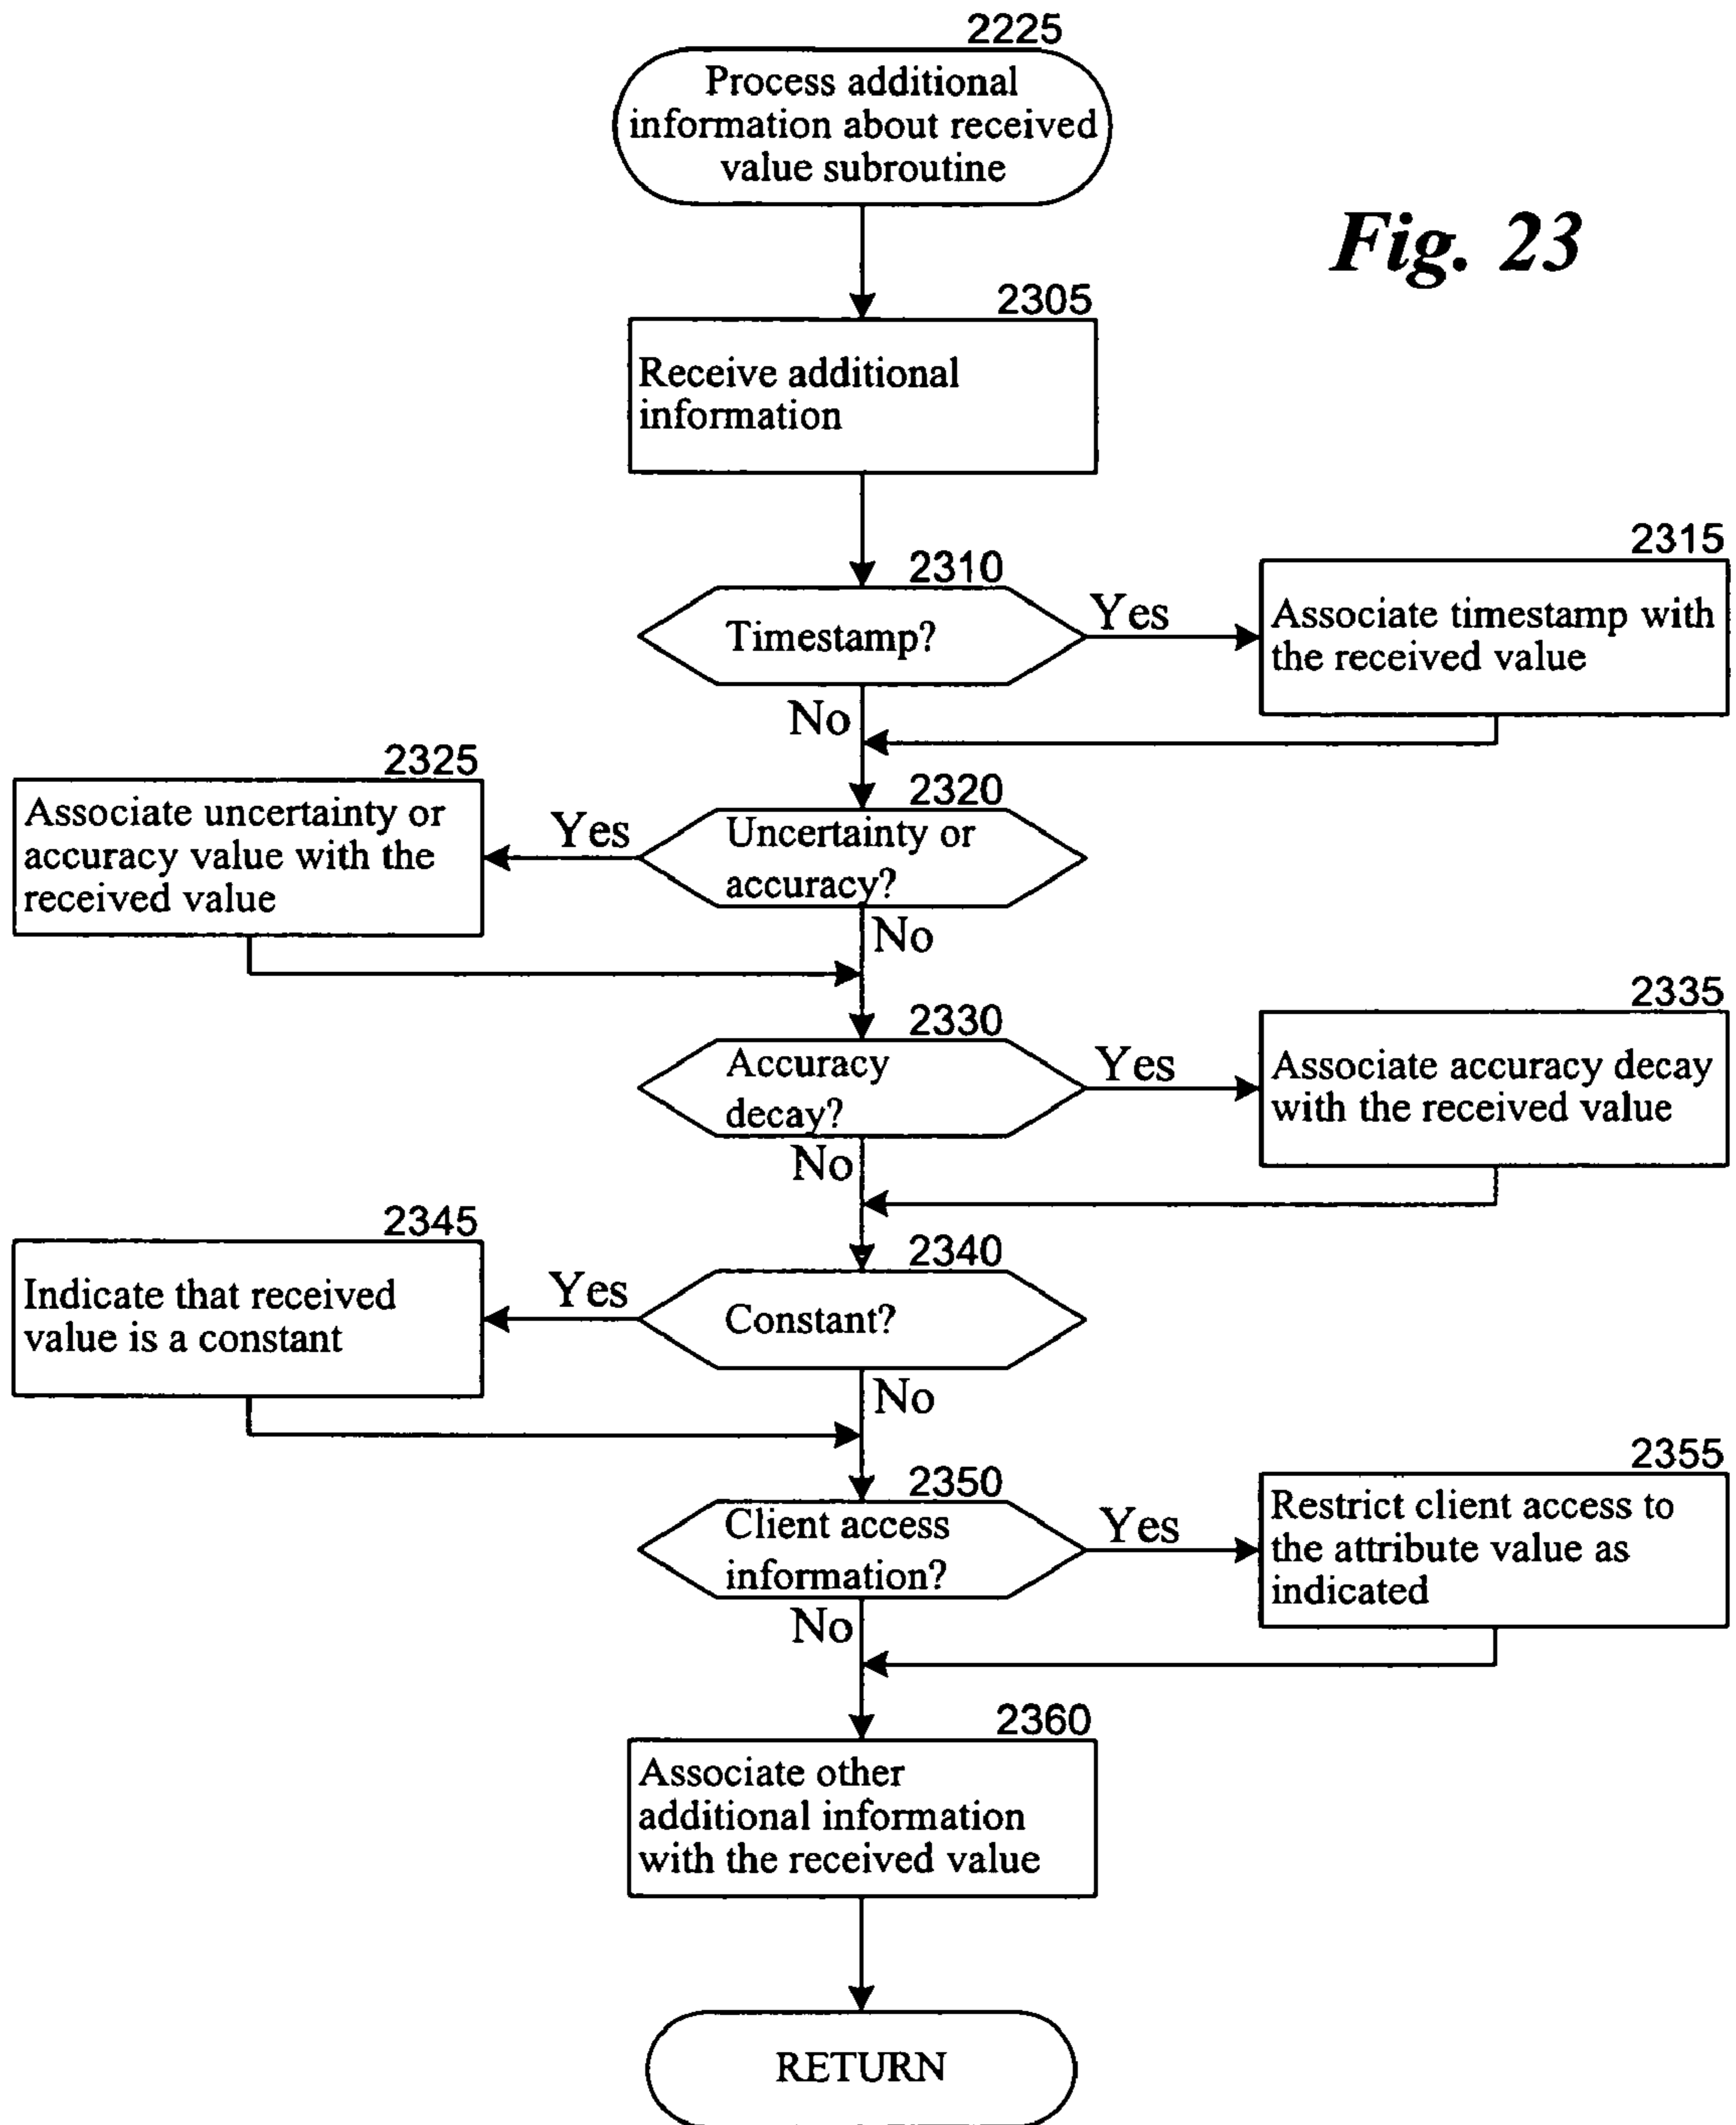 2225
Process additional
information about received
value subroutine
Fig. 23
2305
Receive additional
information
2310
Timestamp?
Yes
2315
Associate timestamp with
the received value
No
2320
Uncertainty or
accuracy?
Yes
2325
Associate uncertainty or
accuracy value with the
received value
No
2330
Accuracy
decay?
Yes
2335
Associate accuracy decay
with the received value
No
2340
Constant?
Yes
2345
Indicate that received
value is a constant
No
2350
Client access
information?
Yes
2355
Restrict client access to
the attribute value as
indicated
No
2360
Associate other
additional information
with the received value
RETURN